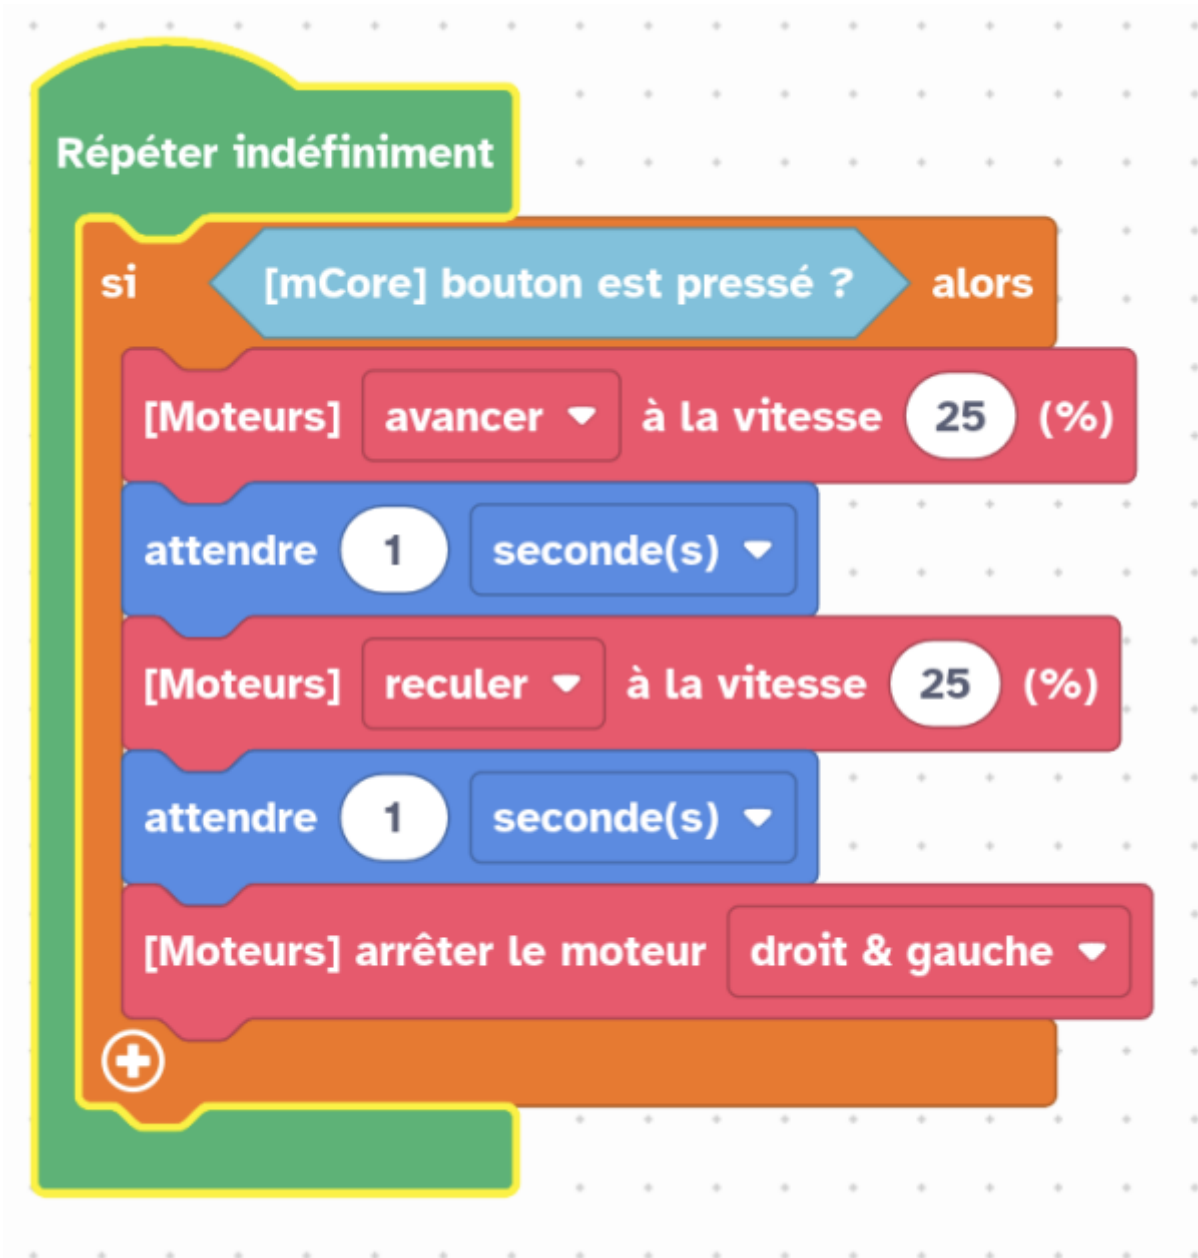 Répéter indéfiniment
si [mCore] bouton est pressé ? alors
[Moteurs] avancer à la vitesse 25 (%)
attendre 1 seconde(s)
[Moteurs] reculer à la vitesse 25 (%)
attendre 1 seconde(s)
[Moteurs] arrêter le moteur droit & gauche